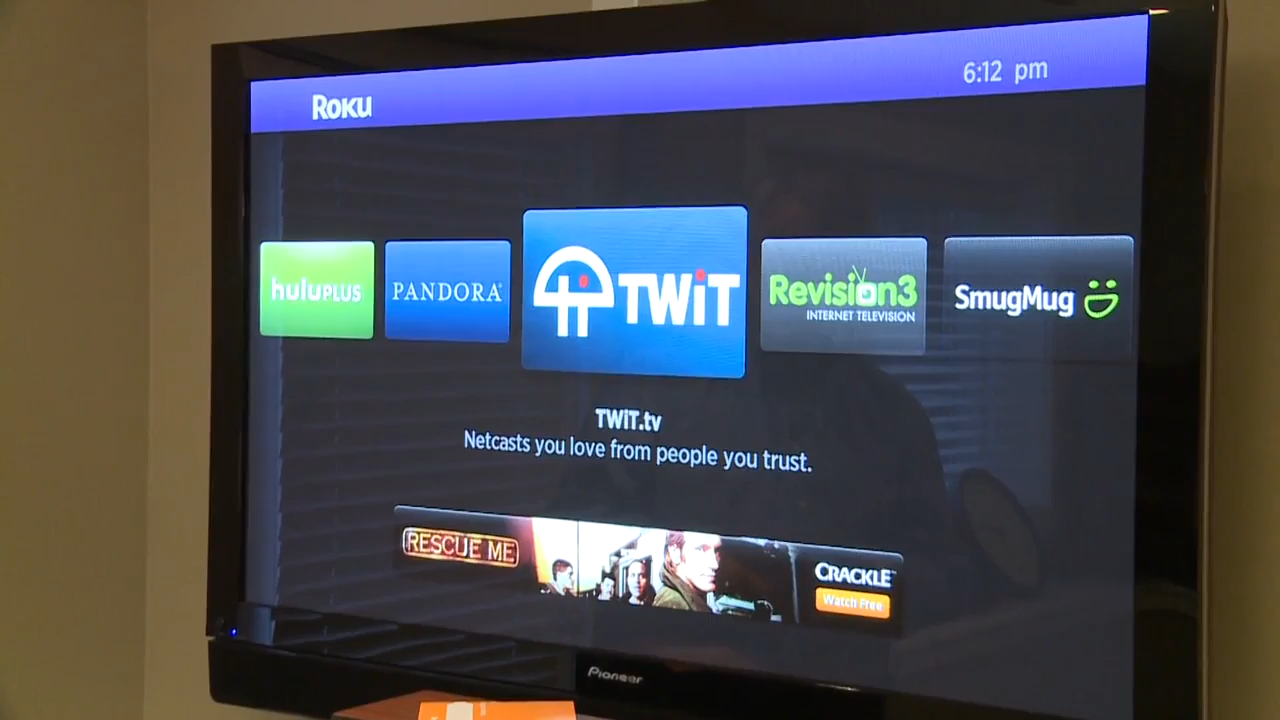 ROKU
6:12 pm
huluPLUS
PANDORA
TWiT
Revision3
INTERNET TELEVISION
SmugMug
TWiT.tv
Netcasts you love from people you trust.
RESCUE ME
CRACKLE
Watch Free
Pioneer